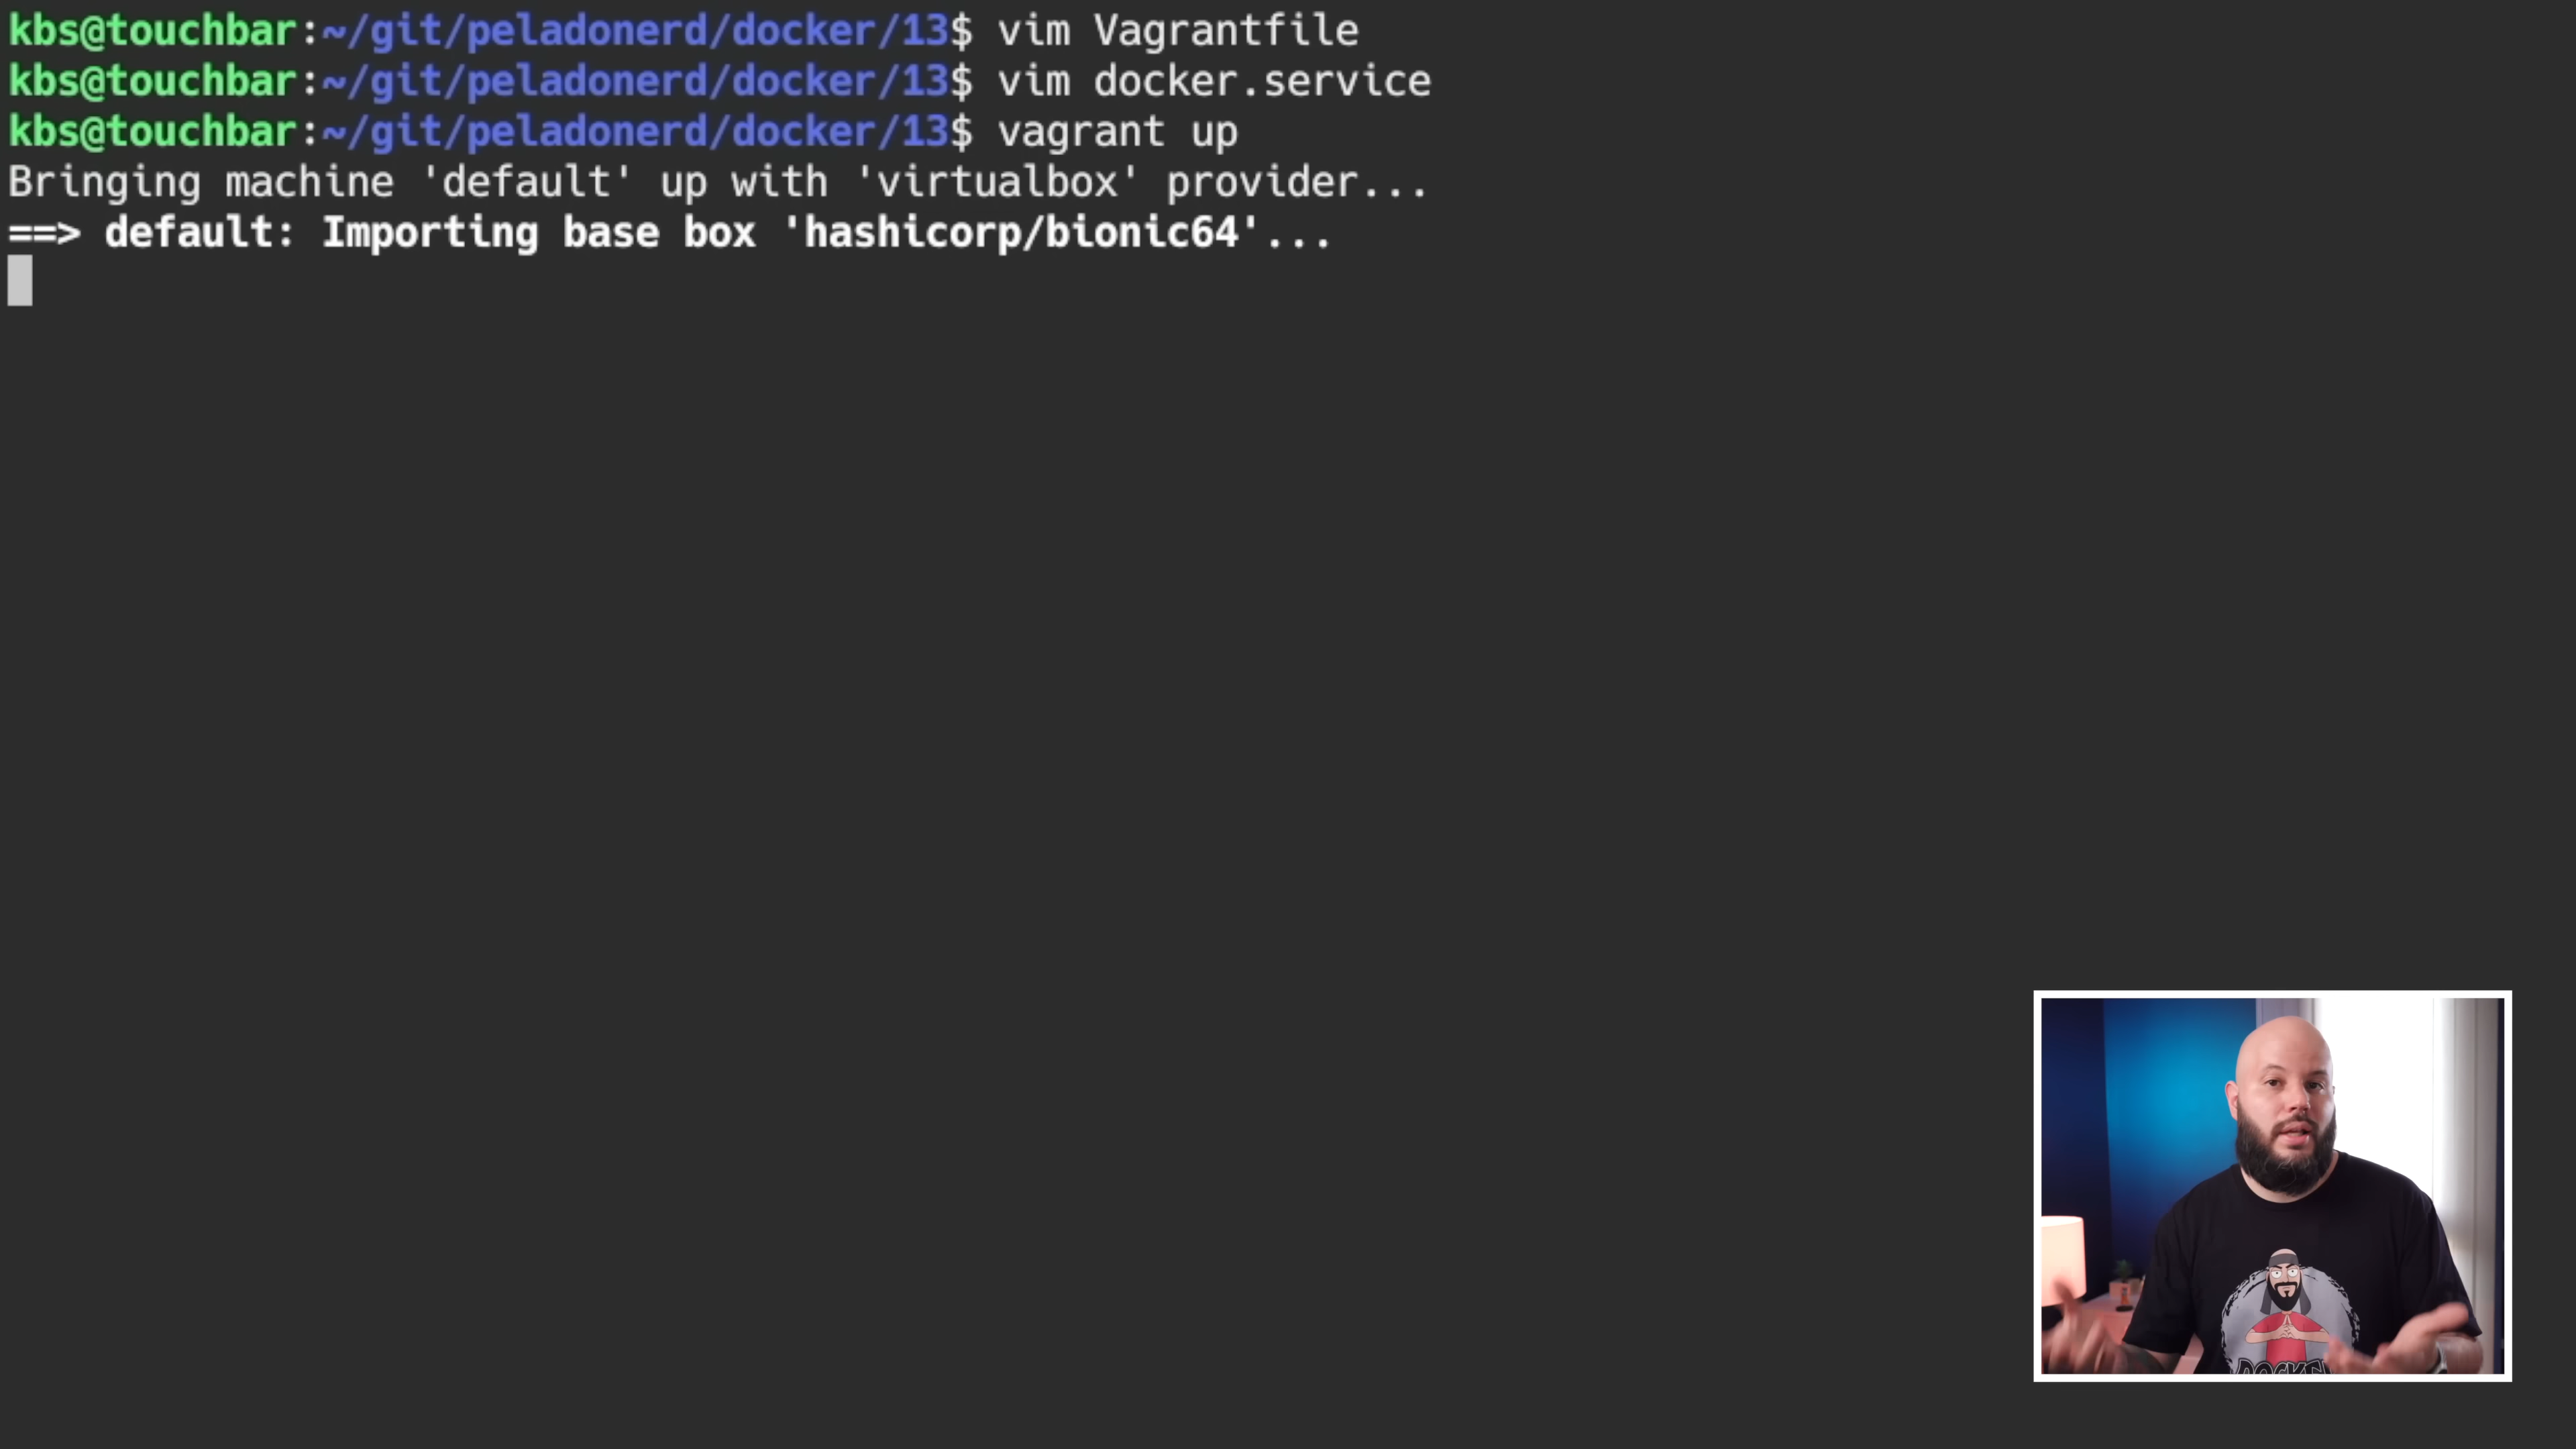 kbs@touchbar:~/git/peladonerd/docker/13$ vim Vagrantfile
kbs@touchbar:~/git/peladonerd/docker/13$ vim docker.service
kbs@touchbar:~/git/peladonerd/docker/13$ vagrant up
Bringing machine 'default' up with 'virtualbox' provider...
==> default: Importing base box 'hashicorp/bionic64'...